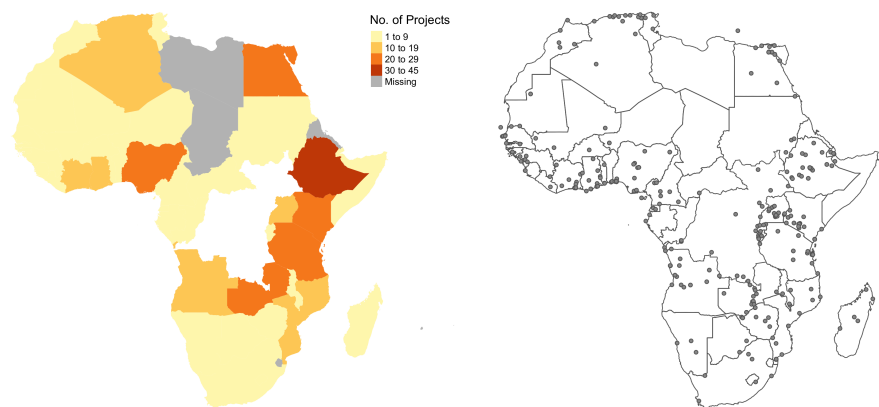 No. of Projects
1 to 9
10 to 19
20 to 29
30 to 45
Missing